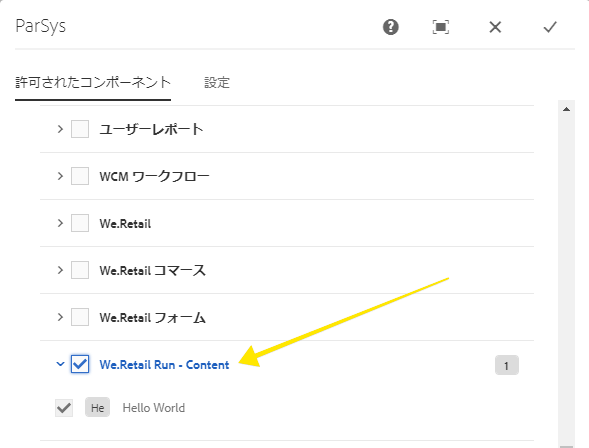 ParSys
許可されたコンポーネント 設定
ユーザーレポート
WCM ワークフロー
We.Retail
We.Retail コマース
We.Retail フォーム
We.Retail Run - Content 1
He Hello World